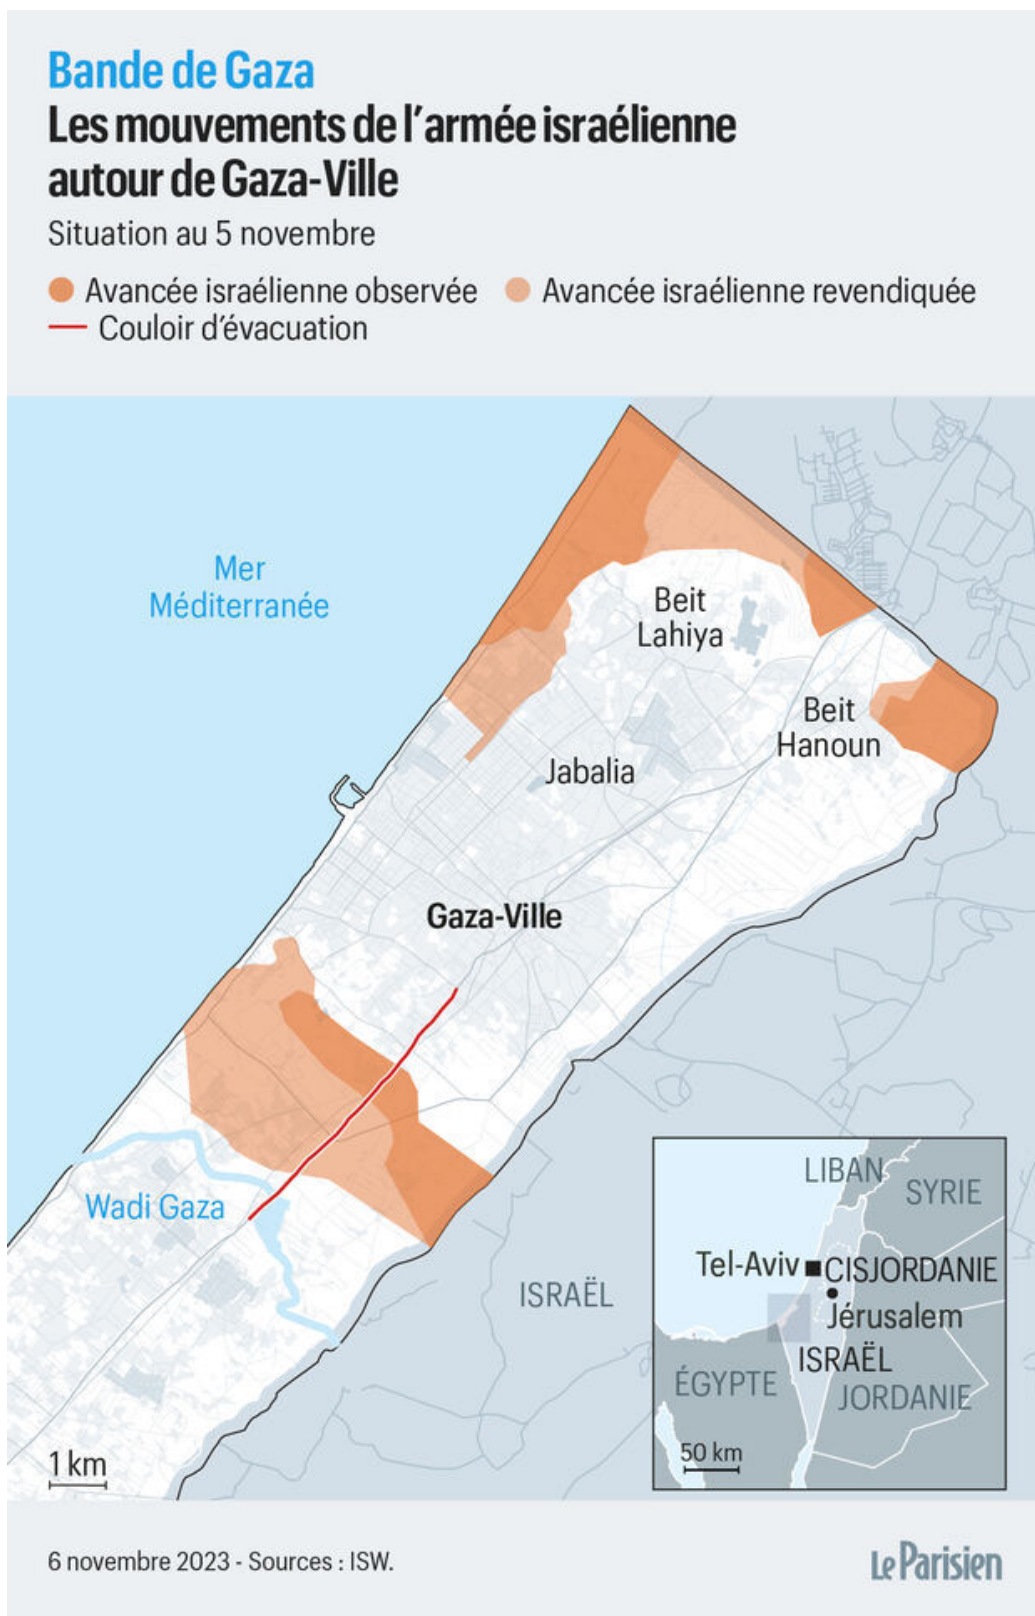 Bande de Gaza
Les mouvements de l'armée israélienne
autour de Gaza-Ville
Situation au 5 novembre
Avancée israélienne observée
Avancée israélienne revendiquée
Couloir d'évacuation
Mer
Méditerranée
Beit
Lahiya
Beit
Hanoun
Jabalia
Gaza-Ville
Wadi Gaza
ISRAËL
1 km
LIBAN
SYRIE
Tel-Aviv
CISJORDANIE
Jérusalem
ISRAËL
ÉGYPTE
JORDANIE
50 km
6 novembre 2023 - Sources : ISW.
Le Parisien